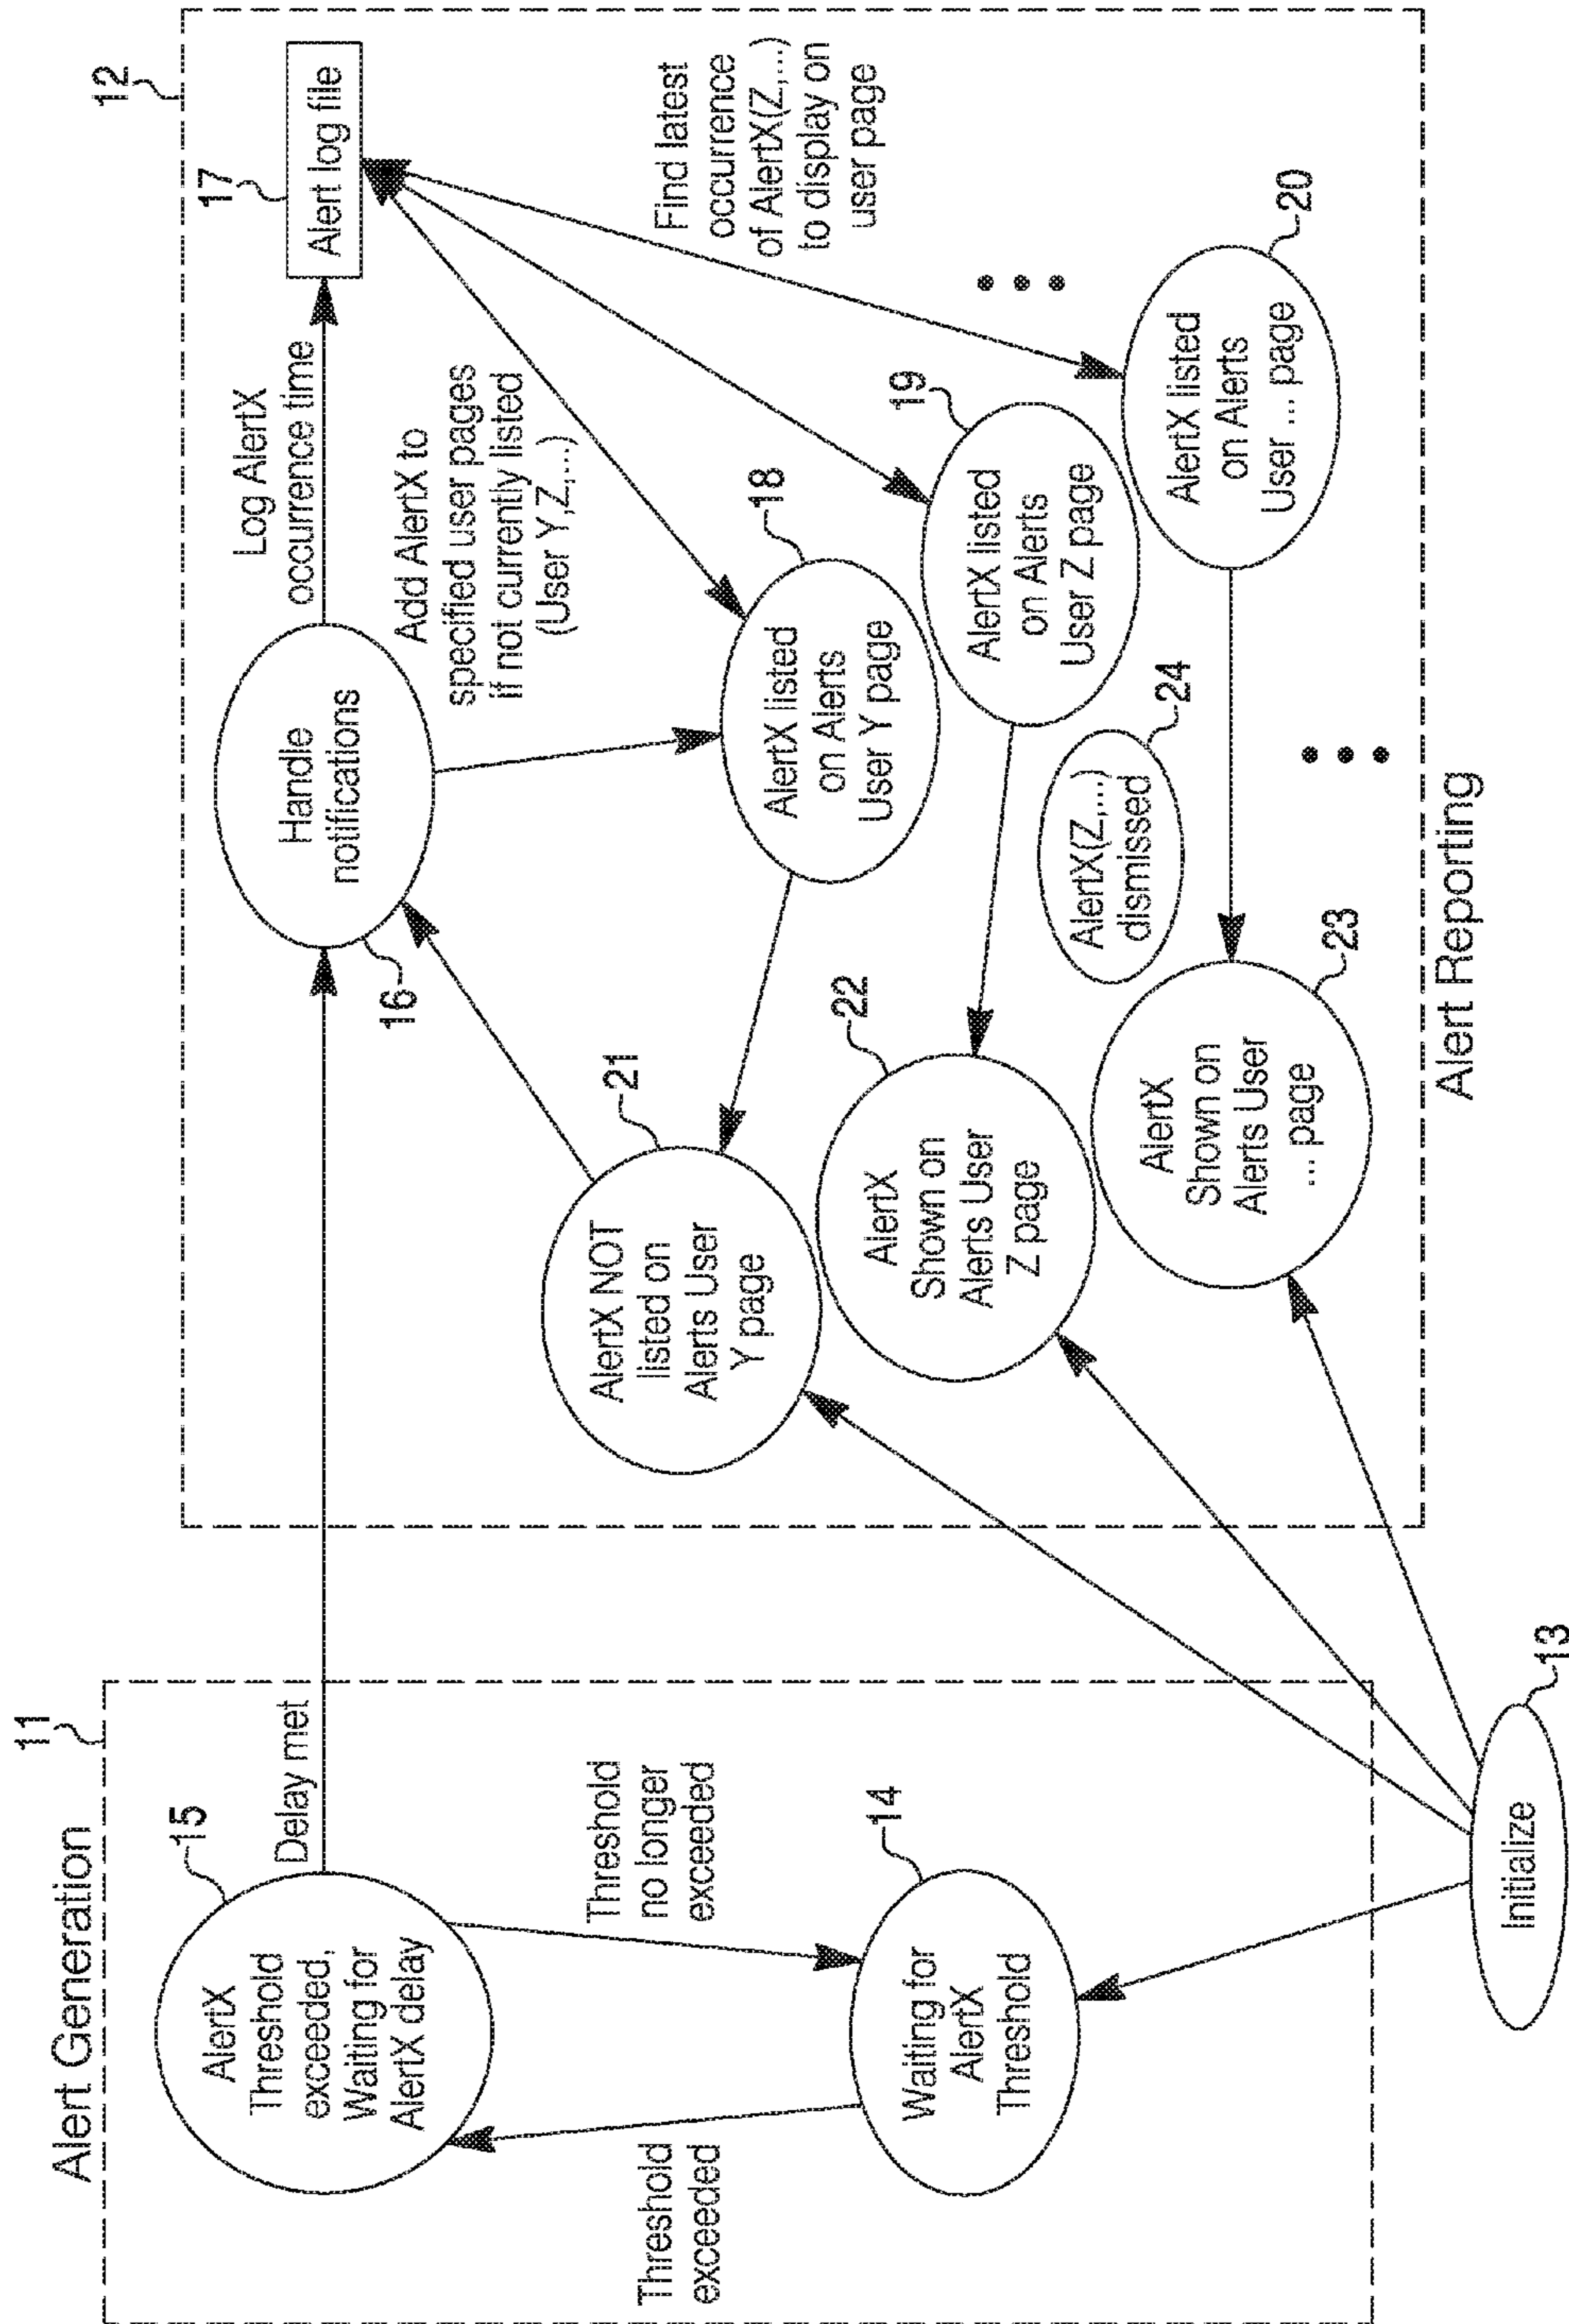 Alert Generation
11
AlertX
Threshold
exceeded,
Waiting for
AlertX delay
15
Delay met
Threshold
exceeded
Threshold
no longer
exceeded
Waiting for
AlertX
Threshold
14
Initialize
13
12
Handle
notifications
16
Log AlertX
occurrence time
17
Alert log file
Add AlertX to
specified user pages
if not currently listed
(User Y,Z,...)
Find latest
occurrence
of AlertX(Z,...)
to display on
user page
AlertX NOT
listed on
Alerts User
Y page
21
AlertX listed
on Alerts
User Y page
18
AlertX
Shown on
Alerts User
Z page
22
AlertX listed
on Alerts
User Z page
19
AlertX(Z,...)
dismissed
24
AlertX
Shown on
Alerts User
... page
23
AlertX listed
on Alerts
User ... page
20
Alert Reporting